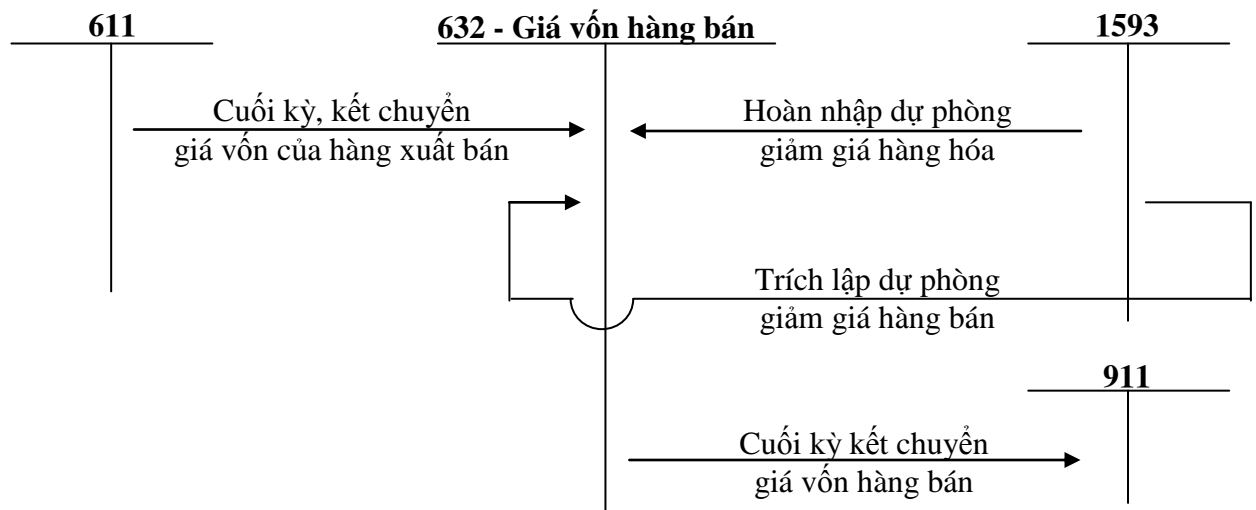 611
632 - Giá vốn hàng bán
1593
Cuối kỳ, kết chuyển
giá vốn của hàng xuất bán
Hoàn nhập dự phòng
giảm giá hàng hóa
Trích lập dự phòng
giảm giá hàng bán
911
Cuối kỳ kết chuyển
giá vốn hàng bán